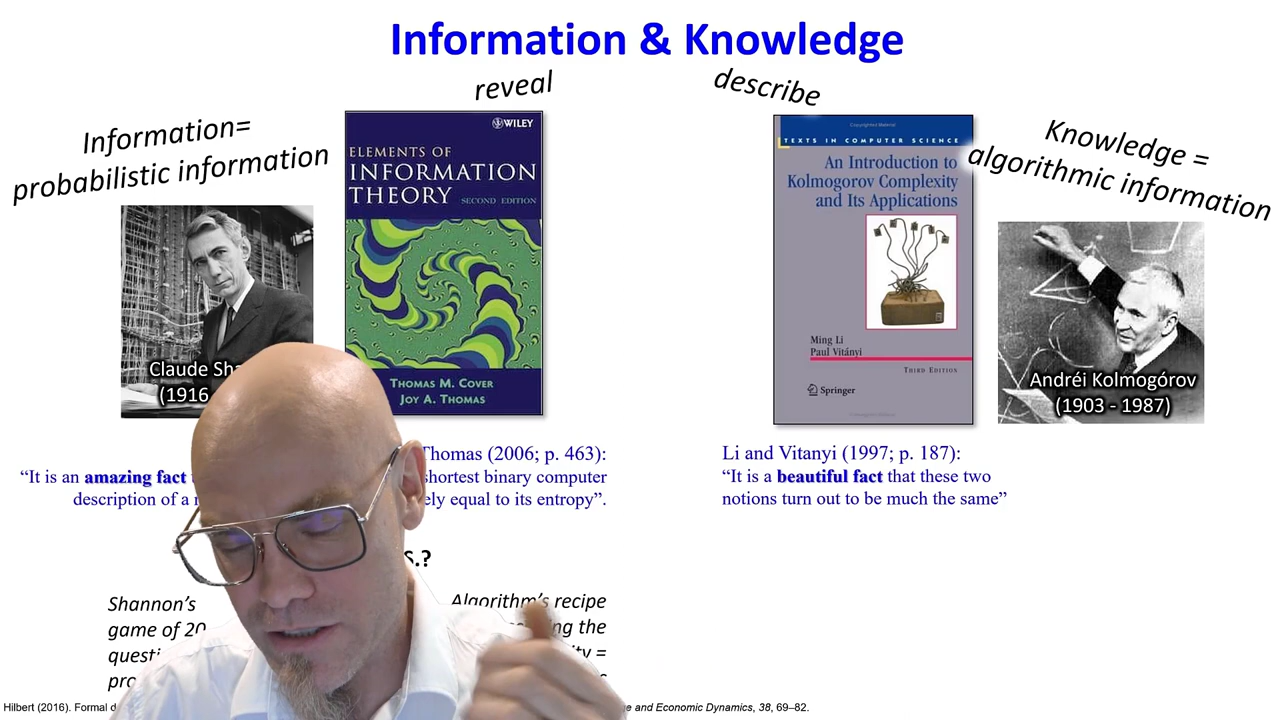 Information & Knowledge
reveal
describe
Information=
probabilistic information
Knowledge =
algorithmic information
WILEY
ELEMENTS OF
INFORMATION
THEORY SECOND EDITION
THOMAS M. COVER
JOY A. THOMAS
Copyrighted Material
TEXTS IN COMPUTER SCIENCE
An Introduction to
Kolmogorov Complexity
and Its Applications
Ming Li
Paul Vitányi
THIRD EDITION
Springer
Claude
(1916
Andréi Kolmogórov
(1903 - 1987)
Thomas (2006; p. 463):
“It is an amazing fact shortest binary computer
description of a equal to its entropy”.
Li and Vitanyi (1997; p. 187):
“It is a beautiful fact that these two
notions turn out to be much the same”
Shannon’s
game of 20
Algorithm’s recipe
the
=
Hilbert (2016). Formal and Economic Dynamics, 38, 69–82.